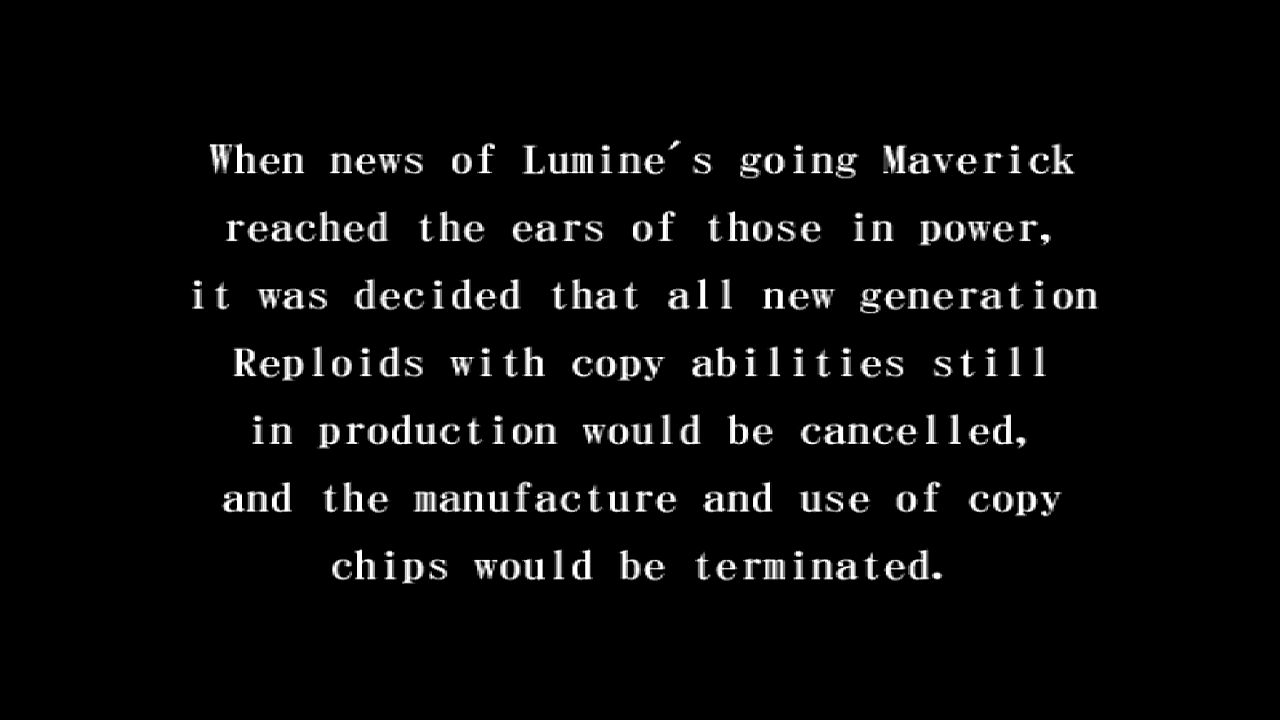 When news of Lumine´s going Maverick
reached the ears of those in power,
it was decided that all new generation
Reploids with copy abilities still
in production would be cancelled,
and the manufacture and use of copy
chips would be terminated.